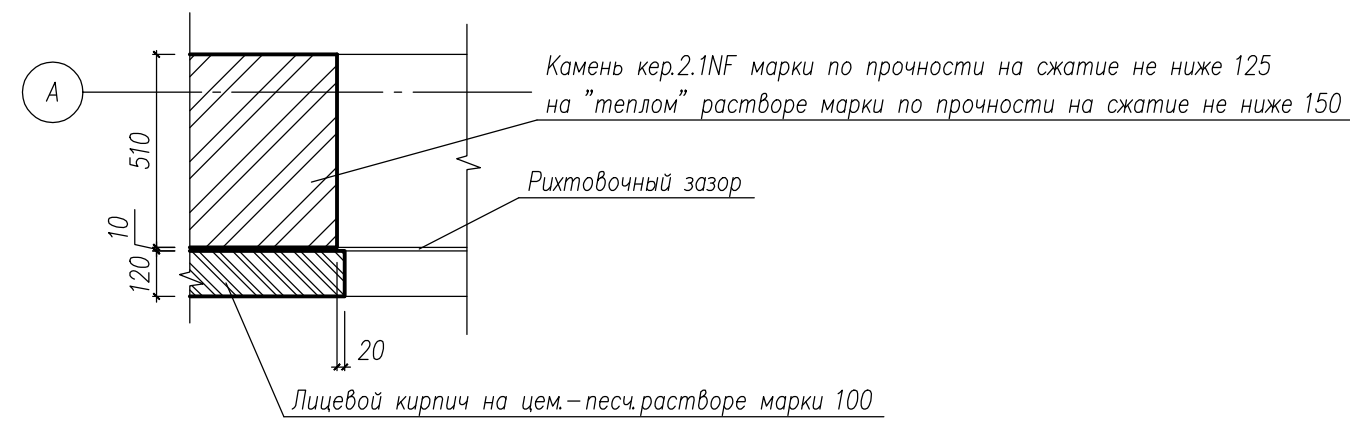 Камень кер.2.1NF марки по прочности на сжатие не ниже 125
А
на "теплом" растворе марки по прочности на сжатие не ниже 150
510
Рихтовочный зазор
10
120
20
Лицевой кирпич на цем.-песч.растворе марки 100